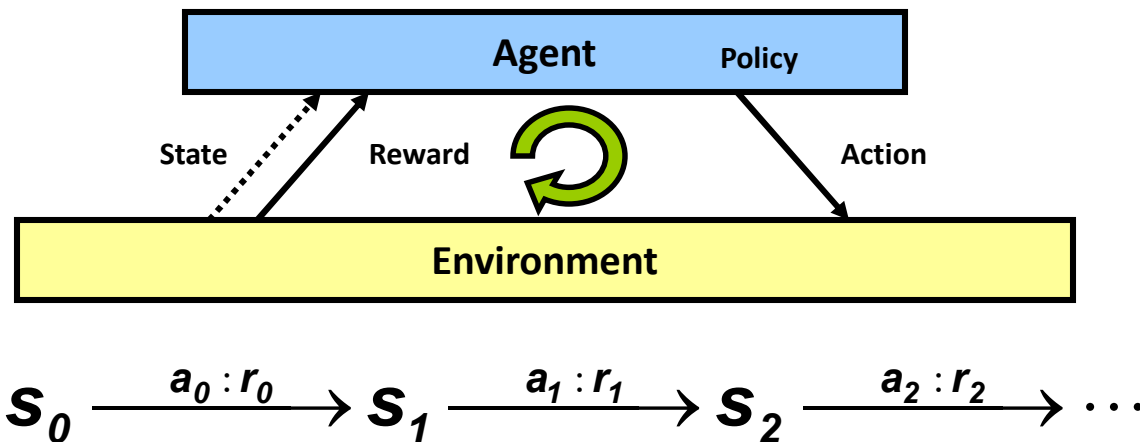 Agent Policy
State Reward Action
Environment
s₀ a₀ : r₀ s₁ a₁ : r₁ s₂ a₂ : r₂ ···